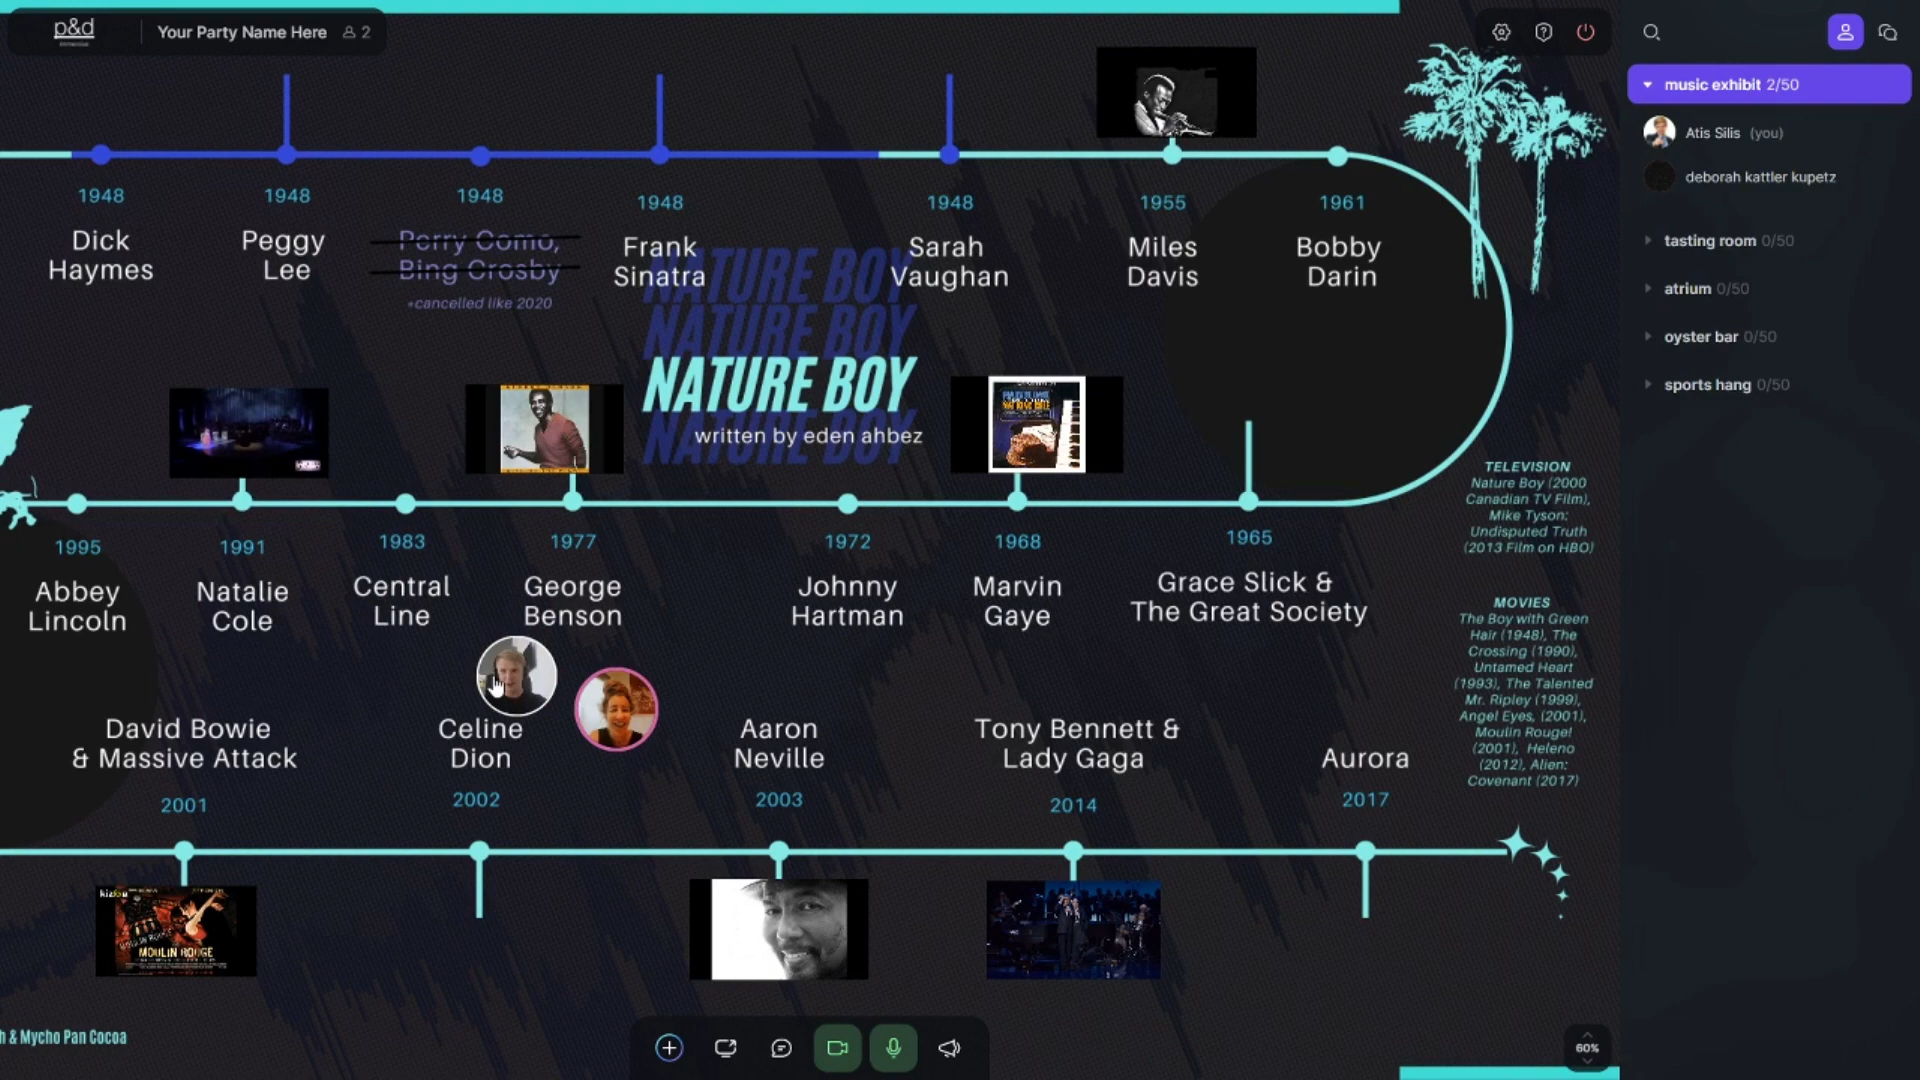 p&d
Your Party Name Here 2
music exhibit 2/50
Atis Silis (you)
deborah kattler kupetz
tasting room 0/50
atrium 0/50
oyster bar 0/50
sports hang 0/50
1948
1948
1948
1948
1948
1955
1961
Dick
Haymes
Peggy
Lee
Perry Como,
Bing Crosby
+cancelled like 2020
Frank
Sinatra
Sarah
Vaughan
Miles
Davis
Bobby
Darin
NATURE BOY
NATURE BOY
NATURE BOY
written by eden ahbez
NATURE BOY
TELEVISION
Nature Boy (2000
Canadian TV Film),
Mike Tyson:
Undisputed Truth
(2013 Film on HBO)
1995
1991
1983
1977
1972
1968
1965
Abbey
Lincoln
Natalie
Cole
Central
Line
George
Benson
Johnny
Hartman
Marvin
Gaye
Grace Slick &
The Great Society
MOVIES
The Boy with Green
Hair (1948), The
Crossing (1990),
Untamed Heart
(1993), The Talented
Mr. Ripley (1999),
Angel Eyes, (2001),
Moulin Rouge!
(2001), Heleno
(2012), Alien:
Covenant (2017)
David Bowie
& Massive Attack
Celine
Dion
Aaron
Neville
Tony Bennett &
Lady Gaga
Aurora
2001
2002
2003
2014
2017
MOULIN ROUGE
h & Mycho Pan Cocoa
60%